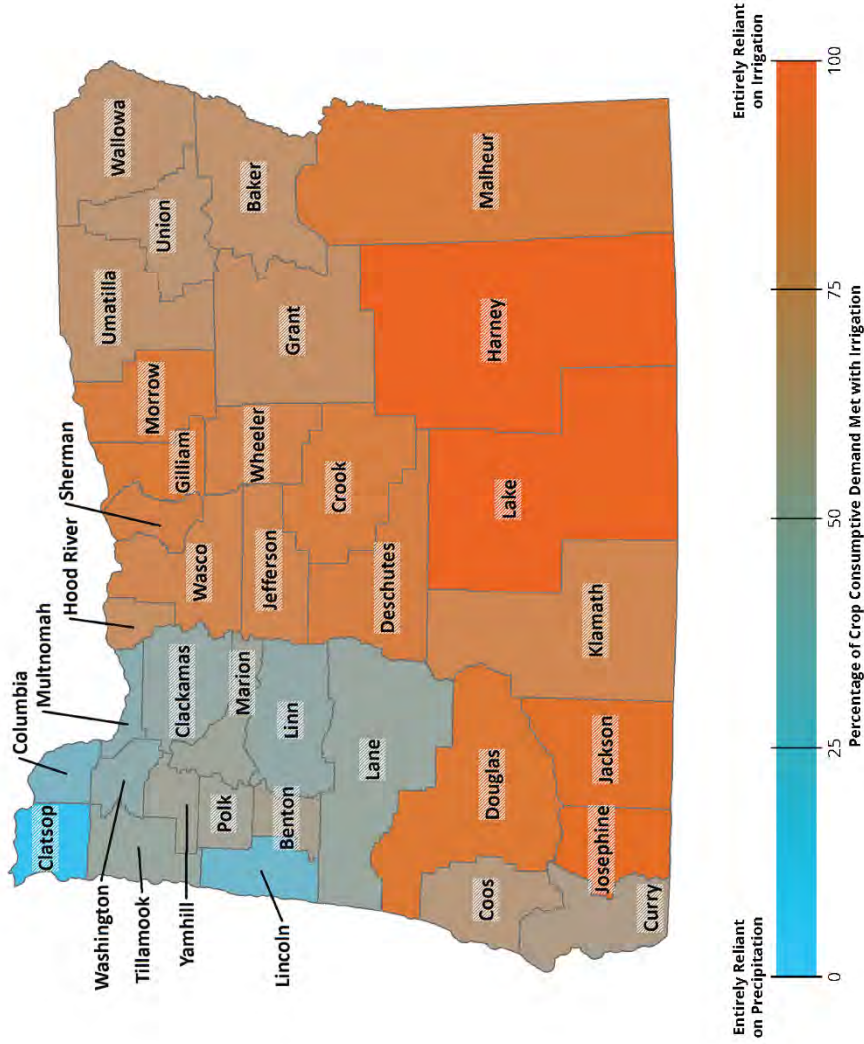 Columbia
Multnomah
Hood River
Sherman
Clatsop
Washington
Tillamook
Yamhill
Lincoln
Clackamas
Marion
Polk
Benton
Linn
Lane
Wasco
Jefferson
Gilliam
Morrow
Wheeler
Crook
Deschutes
Umatilla
Union
Wallowa
Baker
Grant
Coos
Curry
Douglas
Josephine
Jackson
Klamath
Lake
Harney
Malheur
Entirely Reliant
on Precipitation
Entirely Reliant
on Irrigation
0
25
50
75
100
Percentage of Crop Consumptive Demand Met with Irrigation